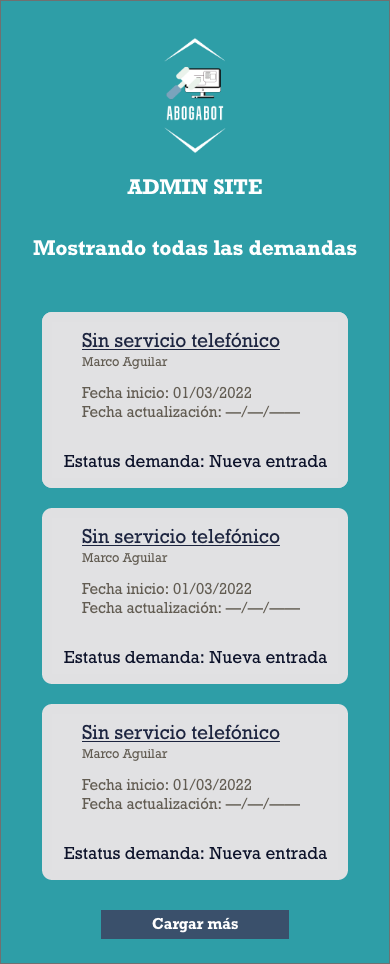 ABOGABOT
ADMIN SITE
Mostrando todas las demandas
Sin servicio telefónico
Marco Aguilar
Fecha inicio: 01/03/2022
Fecha actualización: —/—/——
Estatus demanda: Nueva entrada
Sin servicio telefónico
Marco Aguilar
Fecha inicio: 01/03/2022
Fecha actualización: —/—/——
Estatus demanda: Nueva entrada
Sin servicio telefónico
Marco Aguilar
Fecha inicio: 01/03/2022
Fecha actualización: —/—/——
Estatus demanda: Nueva entrada
Cargar más